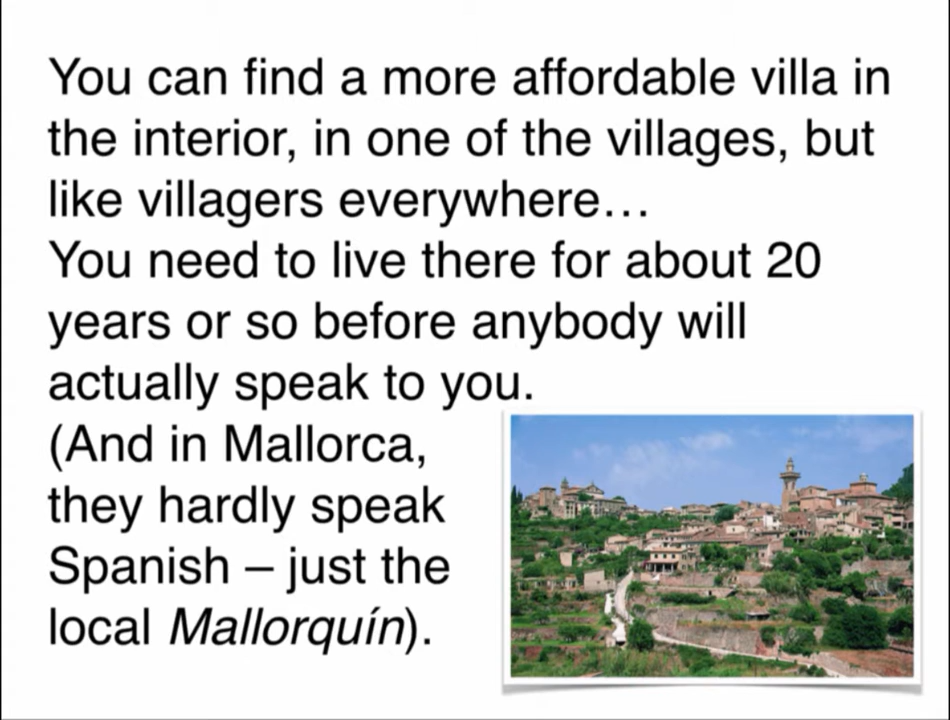 You can find a more affordable villa in
the interior, in one of the villages, but
like villagers everywhere…
You need to live there for about 20
years or so before anybody will
actually speak to you.
(And in Mallorca,
they hardly speak
Spanish – just the
local Mallorquín).